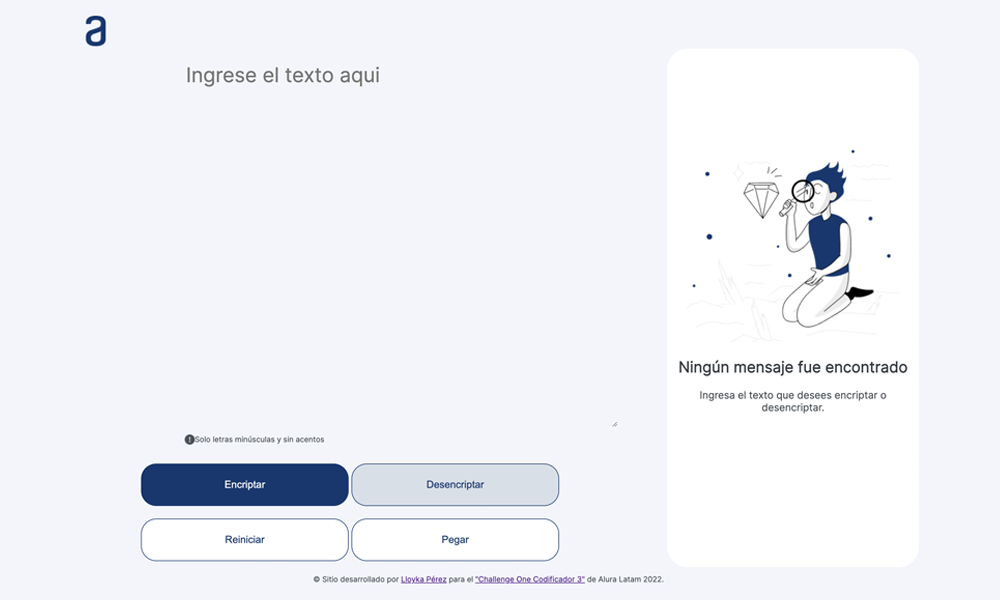 a
Ingrese el texto aqui
Ningún mensaje fue encontrado
Ingresa el texto que desees encriptar o
desencriptar.
!Solo letras minúsculas y sin acentos
Encriptar
Desencriptar
Reiniciar
Pegar
© Sitio desarrollado por Lloyka Pérez para el "Challenge One Codificador 3" de Alura Latam 2022.